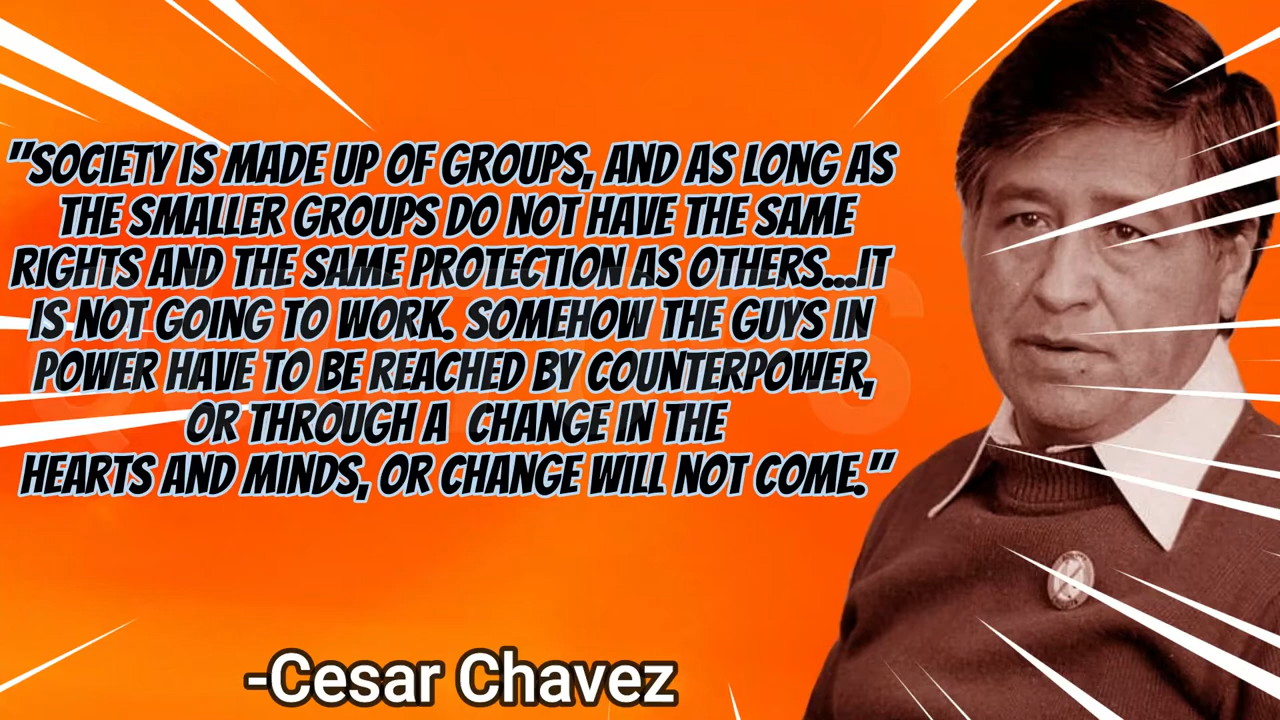 "SOCIETY IS MADE UP OF GROUPS, AND AS LONG AS
THE SMALLER GROUPS DO NOT HAVE THE SAME
RIGHTS AND THE SAME PROTECTION AS OTHERS...IT
IS NOT GOING TO WORK. SOMEHOW THE GUYS IN
POWER HAVE TO BE REACHED BY COUNTERPOWER,
OR THROUGH A CHANGE IN THE
HEARTS AND MINDS, OR CHANGE WILL NOT COME."
-Cesar Chavez